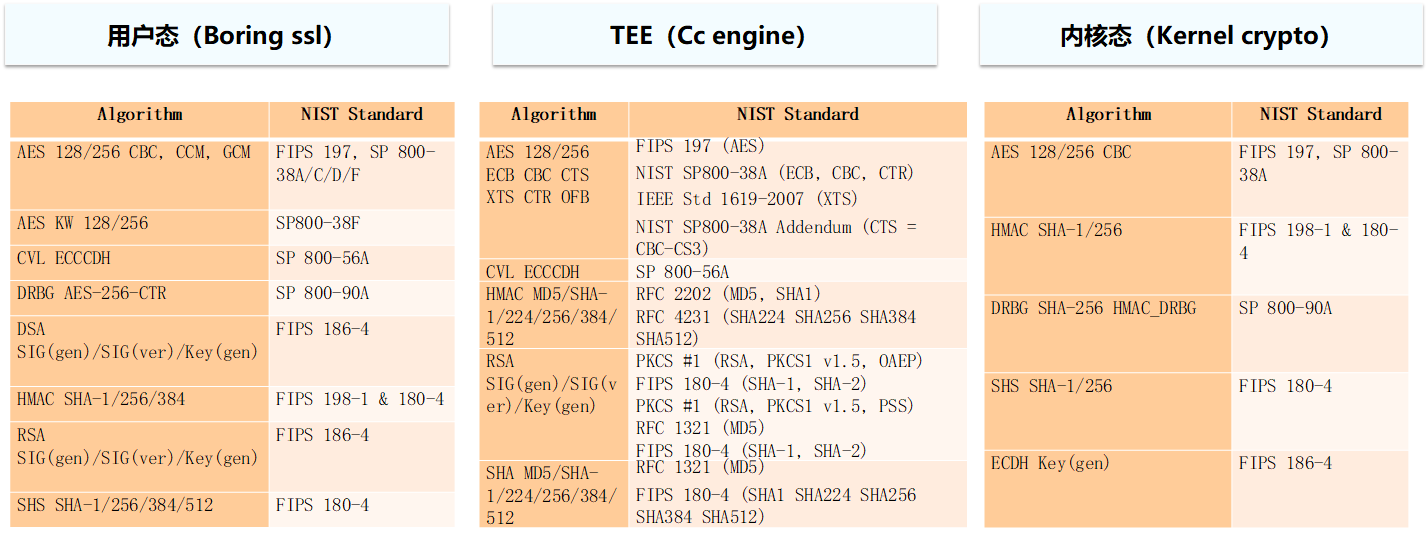 用户态（Boring ssl）
Algorithm
NIST Standard
AES 128/256 CBC, CCM, GCM
FIPS 197, SP 800-
38A/C/D/F
AES KW 128/256
SP800-38F
CVL ECCCDH
SP 800-56A
DRBG AES-256-CTR
SP 800-90A
DSA
SIG(gen)/SIG(ver)/Key(gen)
FIPS 186-4
HMAC SHA-1/256/384
FIPS 198-1 & 180-4
RSA
SIG(gen)/SIG(ver)/Key(gen)
FIPS 186-4
SHS SHA-1/256/384/512
FIPS 180-4
TEE（Cc engine）
Algorithm
NIST Standard
AES 128/256
ECB CBC CTS
XTS CTR OFB
FIPS 197 (AES)
NIST SP800-38A (ECB, CBC, CTR)
IEEE Std 1619-2007 (XTS)
NIST SP800-38A Addendum (CTS =
CBC-CS3)
CVL ECCCDH
SP 800-56A
HMAC MD5/SHA-
1/224/256/384/
512
RFC 2202 (MD5, SHA1)
RFC 4231 (SHA224 SHA256 SHA384
SHA512)
RSA
SIG(gen)/SIG(v
er)/Key(gen)
PKCS #1 (RSA, PKCS1 v1.5, OAEP)
FIPS 180-4 (SHA-1, SHA-2)
PKCS #1 (RSA, PKCS1 v1.5, PSS)
RFC 1321 (MD5)
FIPS 180-4 (SHA-1, SHA-2)
SHA MD5/SHA-
1/224/256/384/
512
RFC 1321 (MD5)
FIPS 180-4 (SHA1 SHA224 SHA256
SHA384 SHA512)
内核态（Kernel crypto）
Algorithm
NIST Standard
AES 128/256 CBC
FIPS 197, SP 800-
38A
HMAC SHA-1/256
FIPS 198-1 & 180-
4
DRBG SHA-256 HMAC_DRBG
SP 800-90A
SHS SHA-1/256
FIPS 180-4
ECDH Key(gen)
FIPS 186-4